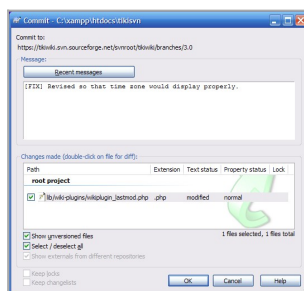 Commit - C:\xampp\htdocs\tikisvn
Commit to:
https://tikiwiki.svn.sourceforge.net/svnroot/tikiwiki/branches/3.0
Message:
Recent messages
[FIX] Revised so that time zone would display properly.
Changes made (double-click on file for diff):
Path Extension Text status Property status Lock
root project
lib/wiki-plugins/wikiplugin_lastmod.php .php modified normal
Show unversioned files 1 files selected, 1 files total
Select / deselect all
Show externals from different repositories
Keep locks
Keep changelists
OK Cancel Help